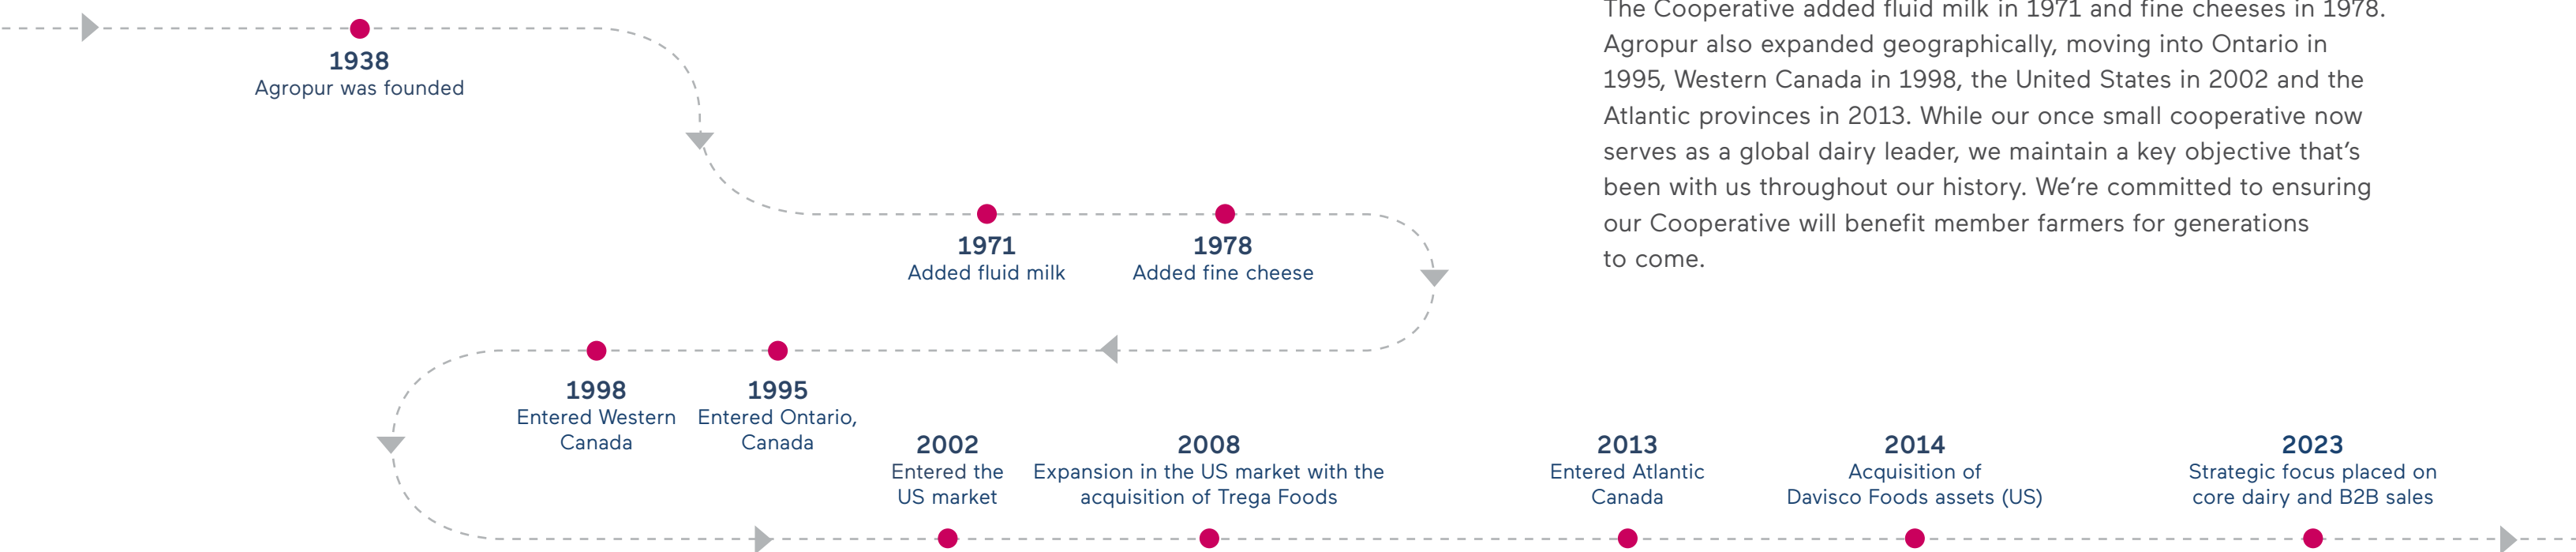 The Cooperative added fluid milk in 1971 and fine cheeses in 1978.
Agropur also expanded geographically, moving into Ontario in
1995, Western Canada in 1998, the United States in 2002 and the
Atlantic provinces in 2013. While our once small cooperative now
serves as a global dairy leader, we maintain a key objective that’s
been with us throughout our history. We’re committed to ensuring
our Cooperative will benefit member farmers for generations
to come.
1938
Agropur was founded
1971
Added fluid milk
1978
Added fine cheese
1998
Entered Western
Canada
1995
Entered Ontario,
Canada
2002
Entered the
US market
2008
Expansion in the US market with the
acquisition of Trega Foods
2013
Entered Atlantic
Canada
2014
Acquisition of
Davisco Foods assets (US)
2023
Strategic focus placed on
core dairy and B2B sales